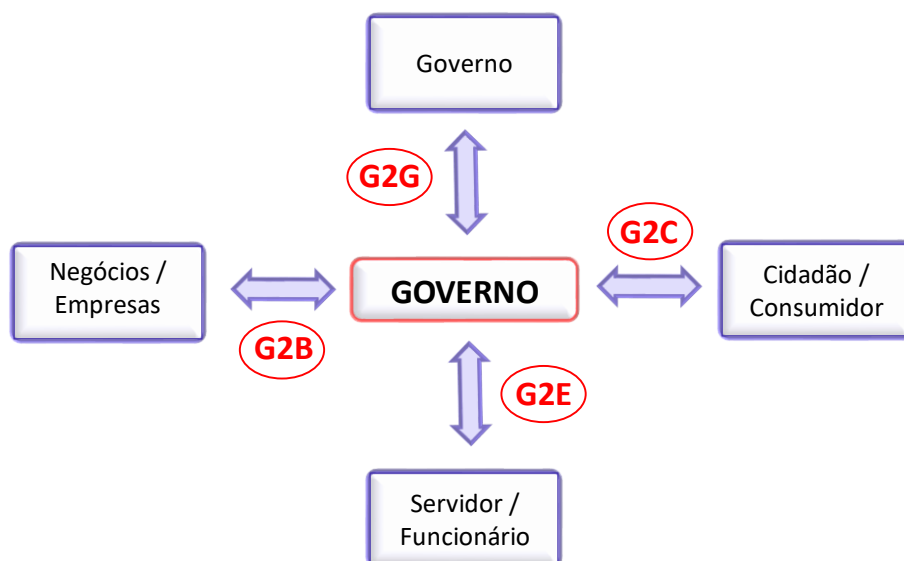 Governo
G2G
G2C
Negócios /
Empresas
GOVERNO
Cidadão /
Consumidor
G2B
G2E
Servidor /
Funcionário